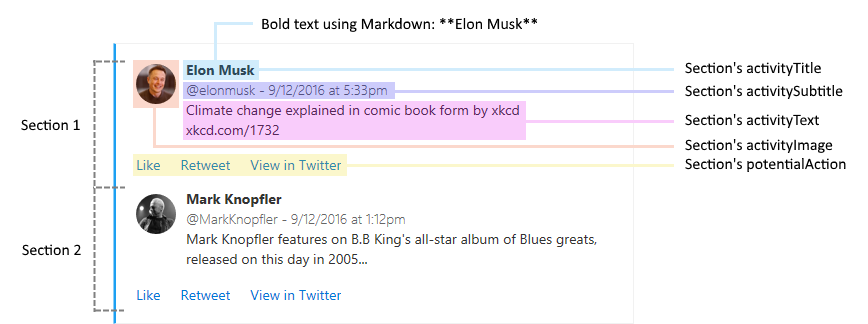 Bold text using Markdown: **Elon Musk**
Elon Musk
Section's activityTitle
@elonmusk - 9/12/2016 at 5:33pm
Section's activitySubtitle
Climate change explained in comic book form by xkcd
xkcd.com/1732
Section's activityText
Section 1
Section's activityImage
Like Retweet View in Twitter
Section's potentialAction
Mark Knopfler
@MarkKnopfler - 9/12/2016 at 1:12pm
Mark Knopfler features on B.B King's all-star album of Blues greats,
released on this day in 2005...
Section 2
Like Retweet View in Twitter